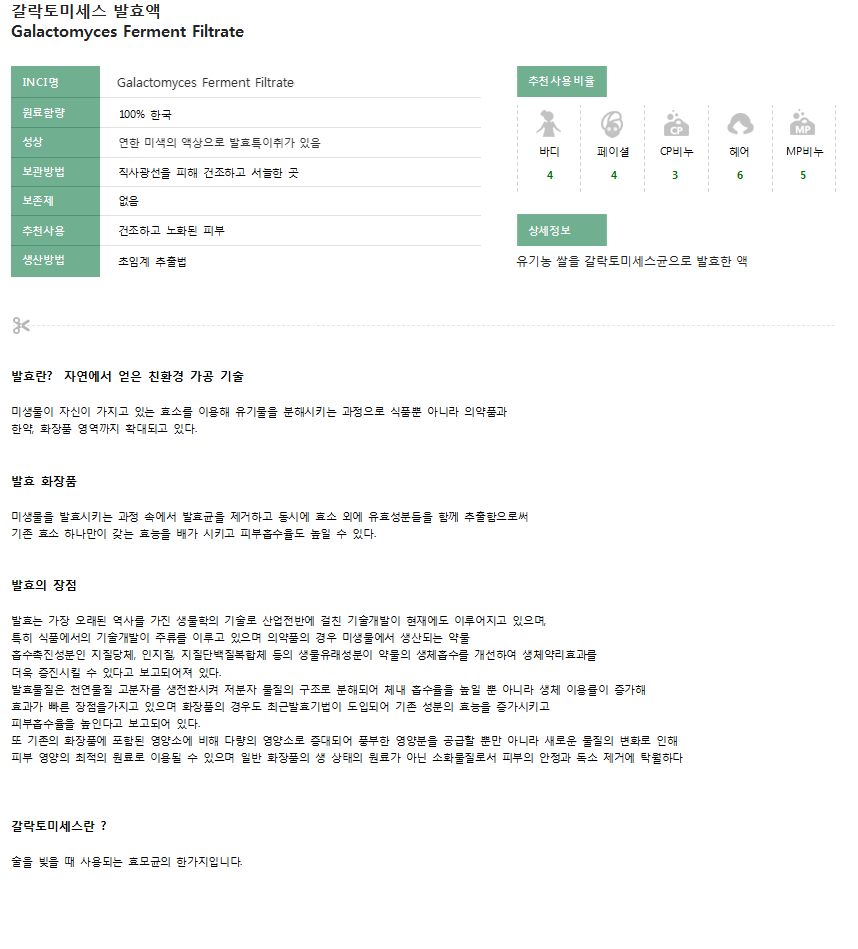 갈락토미세스 발효액
Galactomyces Ferment Filtrate
INCI명
Galactomyces Ferment Filtrate
원료함량
100% 한국
성상
연한 미색의 액상으로 발효특이취가 있음
보관방법
직사광선을 피해 건조하고 서늘한 곳
보존제
없음
추천사용
건조하고 노화된 피부
생산방법
초임계 추출법
추천사용비율
바디
페이셜
CP
CP비누
헤어
MP
MP비누
4
4
3
6
5
상세정보
유기농 쌀을 갈락토미세스균으로 발효한 액
발효란? 자연에서 얻은 친환경 가공 기술
미생물이 자신이 가지고 있는 효소를 이용해 유기물을 분해시키는 과정으로 식품뿐 아니라 의약품과
한약, 화장품 영역까지 확대되고 있다.
발효 화장품
미생물을 발효시키는 과정 속에서 발효균을 제거하고 동시에 효소 외에 유효성분들을 함께 추출함으로써
기존 효소 하나만이 갖는 효능을 배가 시키고 피부흡수율도 높일 수 있다.
발효의 장점
발효는 가장 오래된 역사를 가진 생물학의 기술로 산업전반에 걸친 기술개발이 현재에도 이루어지고 있으며,
특히 식품에서의 기술개발이 주류를 이루고 있으며 의약품의 경우 미생물에서 생산되는 약물
흡수촉진성분인 지질당체, 인지질, 지질단백질복합체 등의 생물유래성분이 약물의 생체흡수를 개선하여 생체약리효과를
더욱 증진시킬 수 있다고 보고되어져 있다.
발효물질은 천연물질 고분자를 생전환시켜 저분자 물질의 구조로 분해되어 체내 흡수율을 높일 뿐 아니라 생체 이용률이 증가해
효과가 빠른 장점을가지고 있으며 화장품의 경우도 최근발효기법이 도입되어 기존 성분의 효능을 증가시키고
피부흡수율을 높인다고 보고되어 있다.
또 기존의 화장품에 포함된 영양소에 비해 다량의 영양소로 증대되어 풍부한 영양분을 공급할 뿐만 아니라 새로운 물질의 변화로 인해
피부 영양의 최적의 원료로 이용될 수 있으며 일반 화장품의 생 상태의 원료가 아닌 소화물질로서 피부의 안정과 독소 제거에 탁월하다
갈락토미세스란 ?
술을 빚을 때 사용되는 효모균의 한가지입니다.